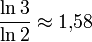 ln 3 / ln 2 ≈ 1,58